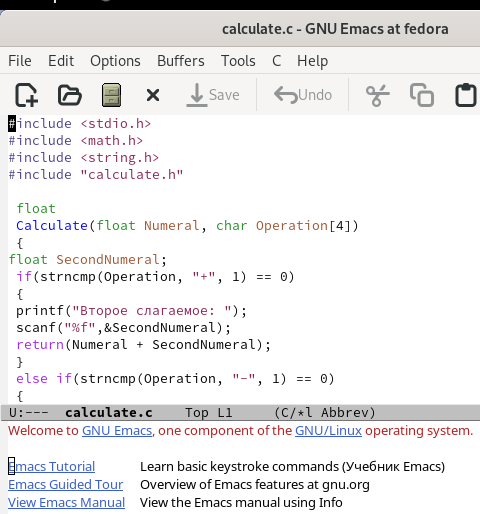 calculate.c - GNU Emacs at fedora
File Edit Options Buffers Tools C Help
Save Undo
#include <stdio.h>
#include <math.h>
#include <string.h>
#include "calculate.h"
float
Calculate(float Numeral, char Operation[4])
{
float SecondNumeral;
if(strncmp(Operation, "+", 1) == 0)
{
printf("Второе слагаемое: ");
scanf("%f",&SecondNumeral);
return(Numeral + SecondNumeral);
}
else if(strncmp(Operation, "-", 1) == 0)
{
U:--- calculate.c Top L1 (C/*l Abbrev)
Welcome to GNU Emacs, one component of the GNU/Linux operating system.
Emacs Tutorial Learn basic keystroke commands (Учебник Emacs)
Emacs Guided Tour Overview of Emacs features at gnu.org
View Emacs Manual View the Emacs manual using Info